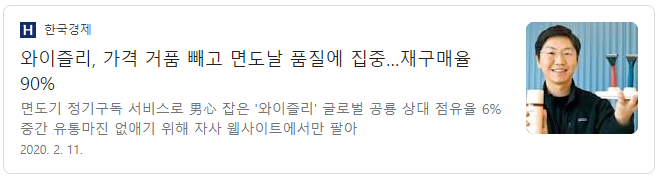 H 한국경제
와이즐리, 가격 거품 빼고 면도날 품질에 집중...재구매율
90%
면도기 정기구독 서비스로 男心 잡은 '와이즐리' 글로벌 공룡 상대 점유율 6%
중간 유통마진 없애기 위해 자사 웹사이트에서만 팔아
2020. 2. 11.